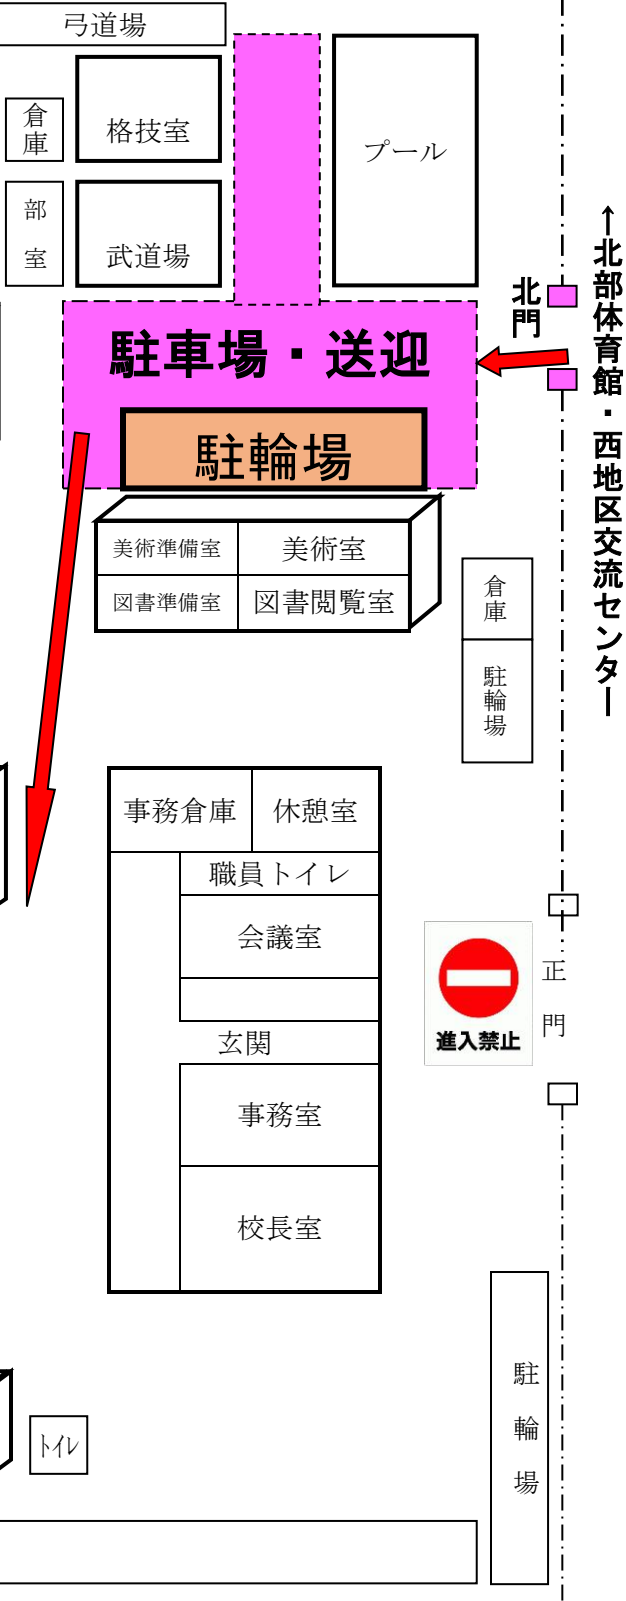 弓道場
倉庫
格技室
プール
部室
武道場
←北部体育館・西地区交流センター
北門
駐車場・送迎
駐輪場
美術準備室
美術室
図書準備室
図書閲覧室
倉庫
駐輪場
事務倉庫
休憩室
職員トイレ
会議室
正門
進入禁止
玄関
事務室
校長室
駐輪場
トイレ